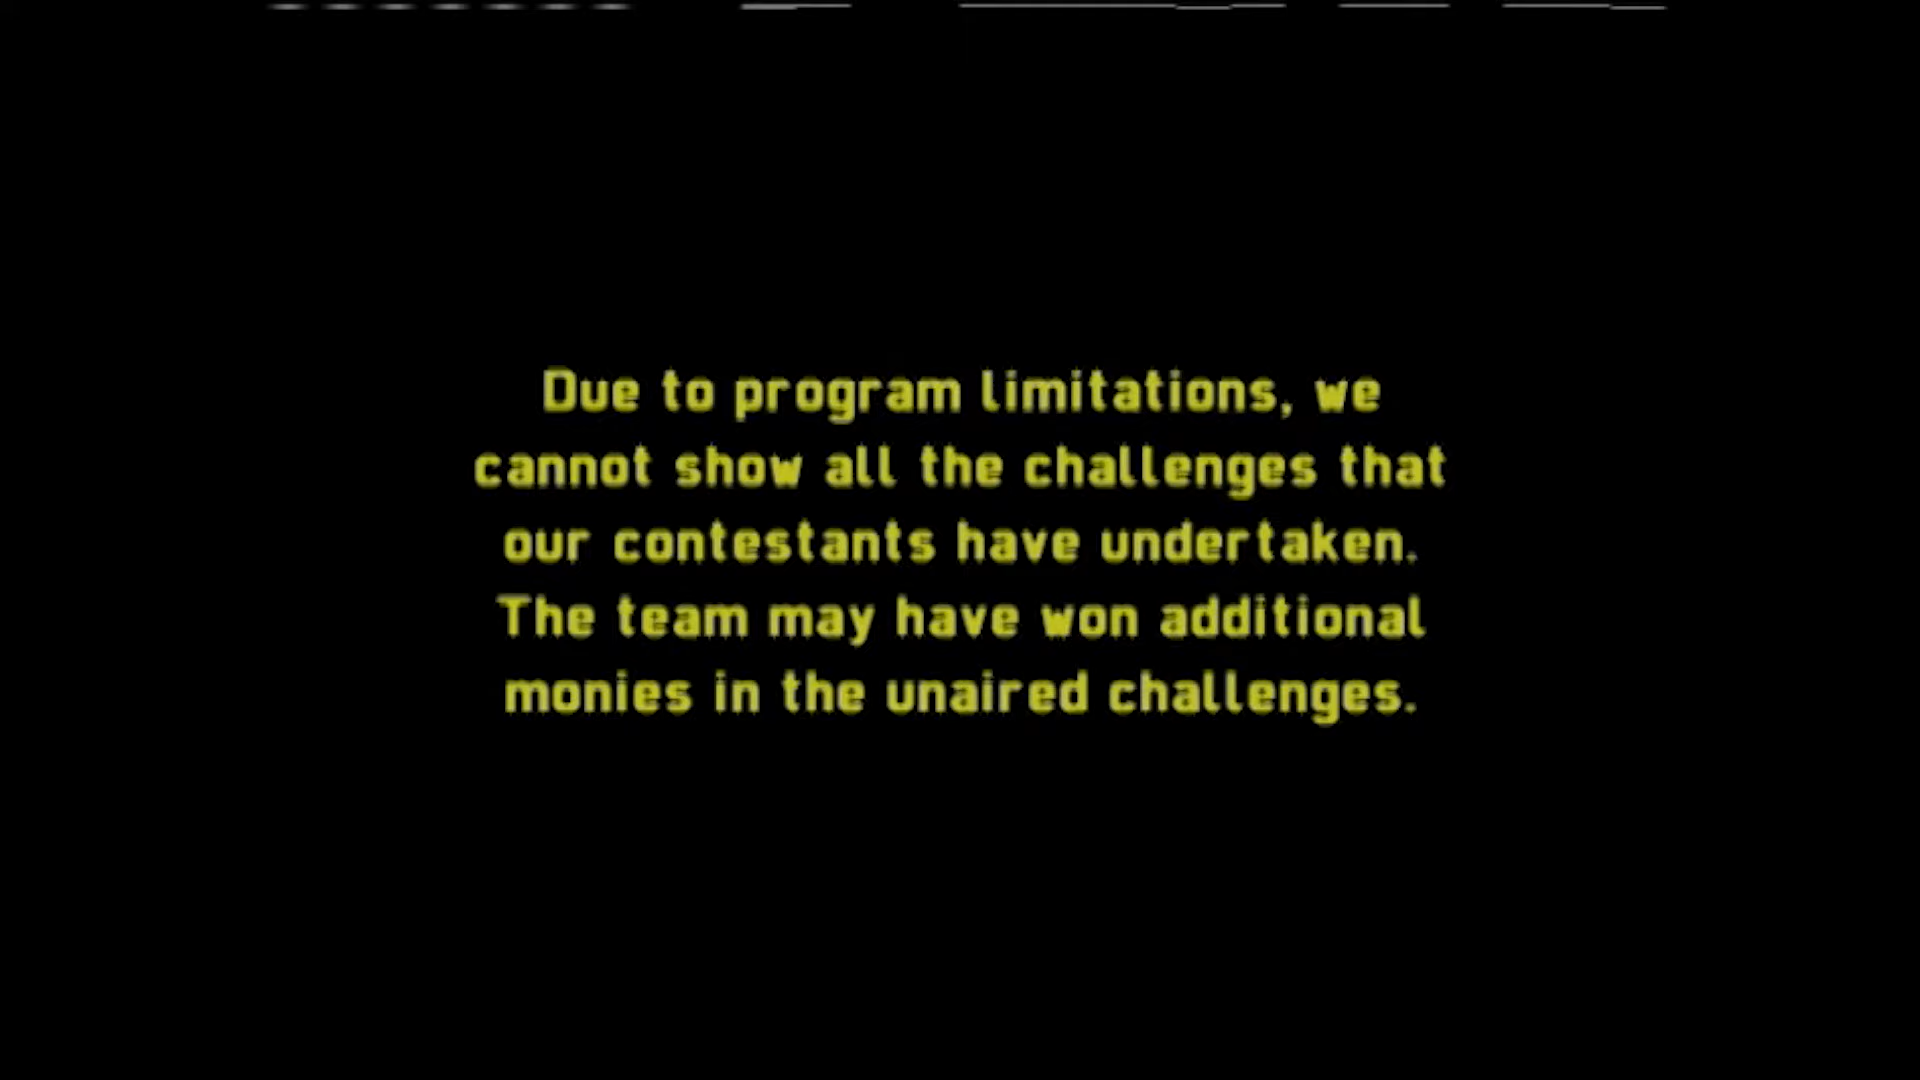 Due to program limitations, we
cannot show all the challenges that
our contestants have undertaken.
The team may have won additional
monies in the unaired challenges.